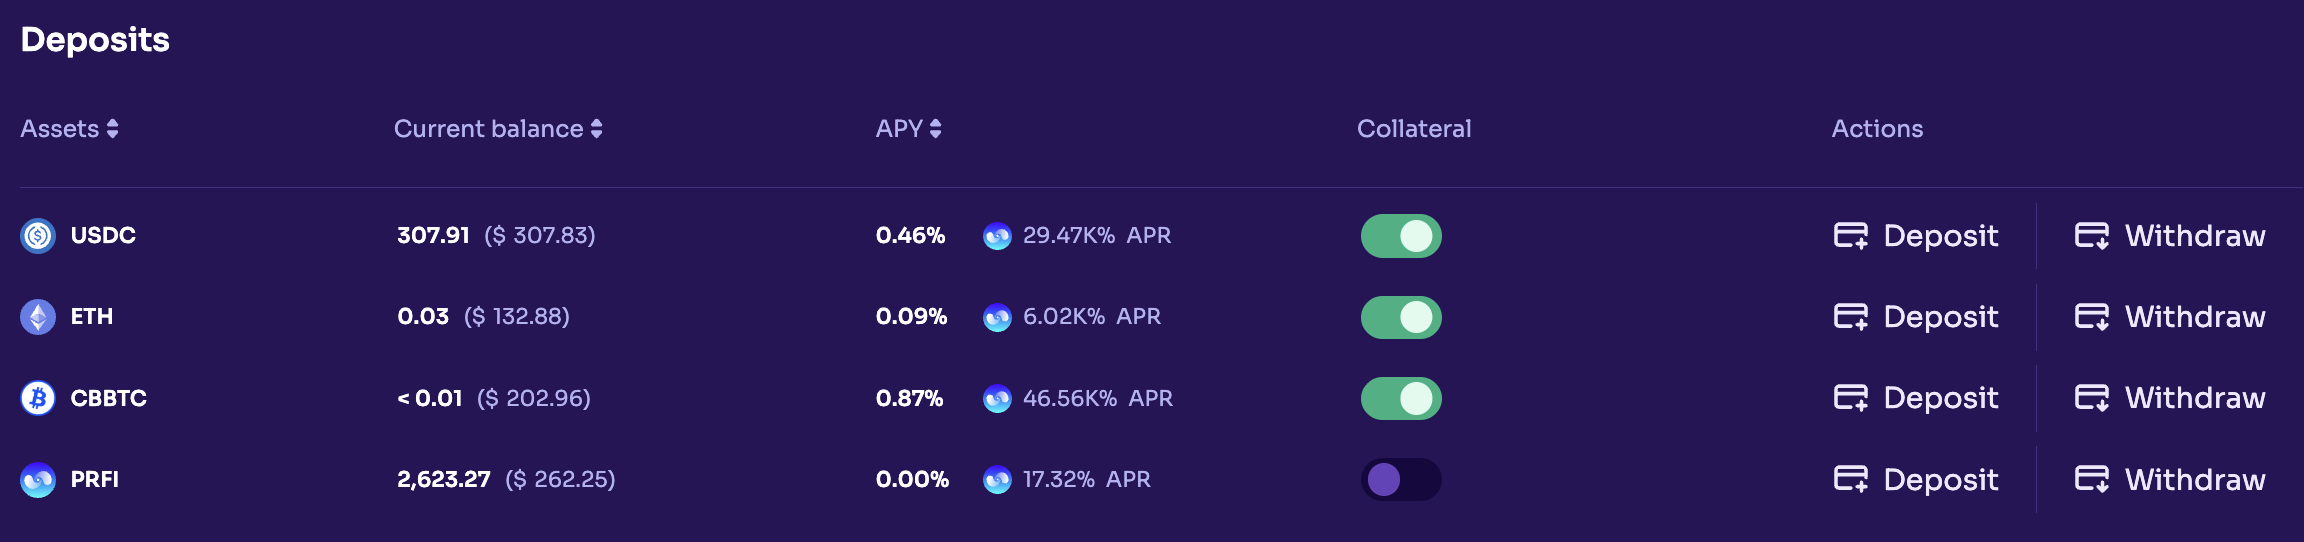 Deposits
Assets Current balance APY Collateral Actions
USDC 307.91 ($ 307.83) 0.46% 29.47K% APR Deposit Withdraw
ETH 0.03 ($ 132.88) 0.09% 6.02K% APR Deposit Withdraw
CBBTC < 0.01 ($ 202.96) 0.87% 46.56K% APR Deposit Withdraw
PRFI 2,623.27 ($ 262.25) 0.00% 17.32% APR Deposit Withdraw